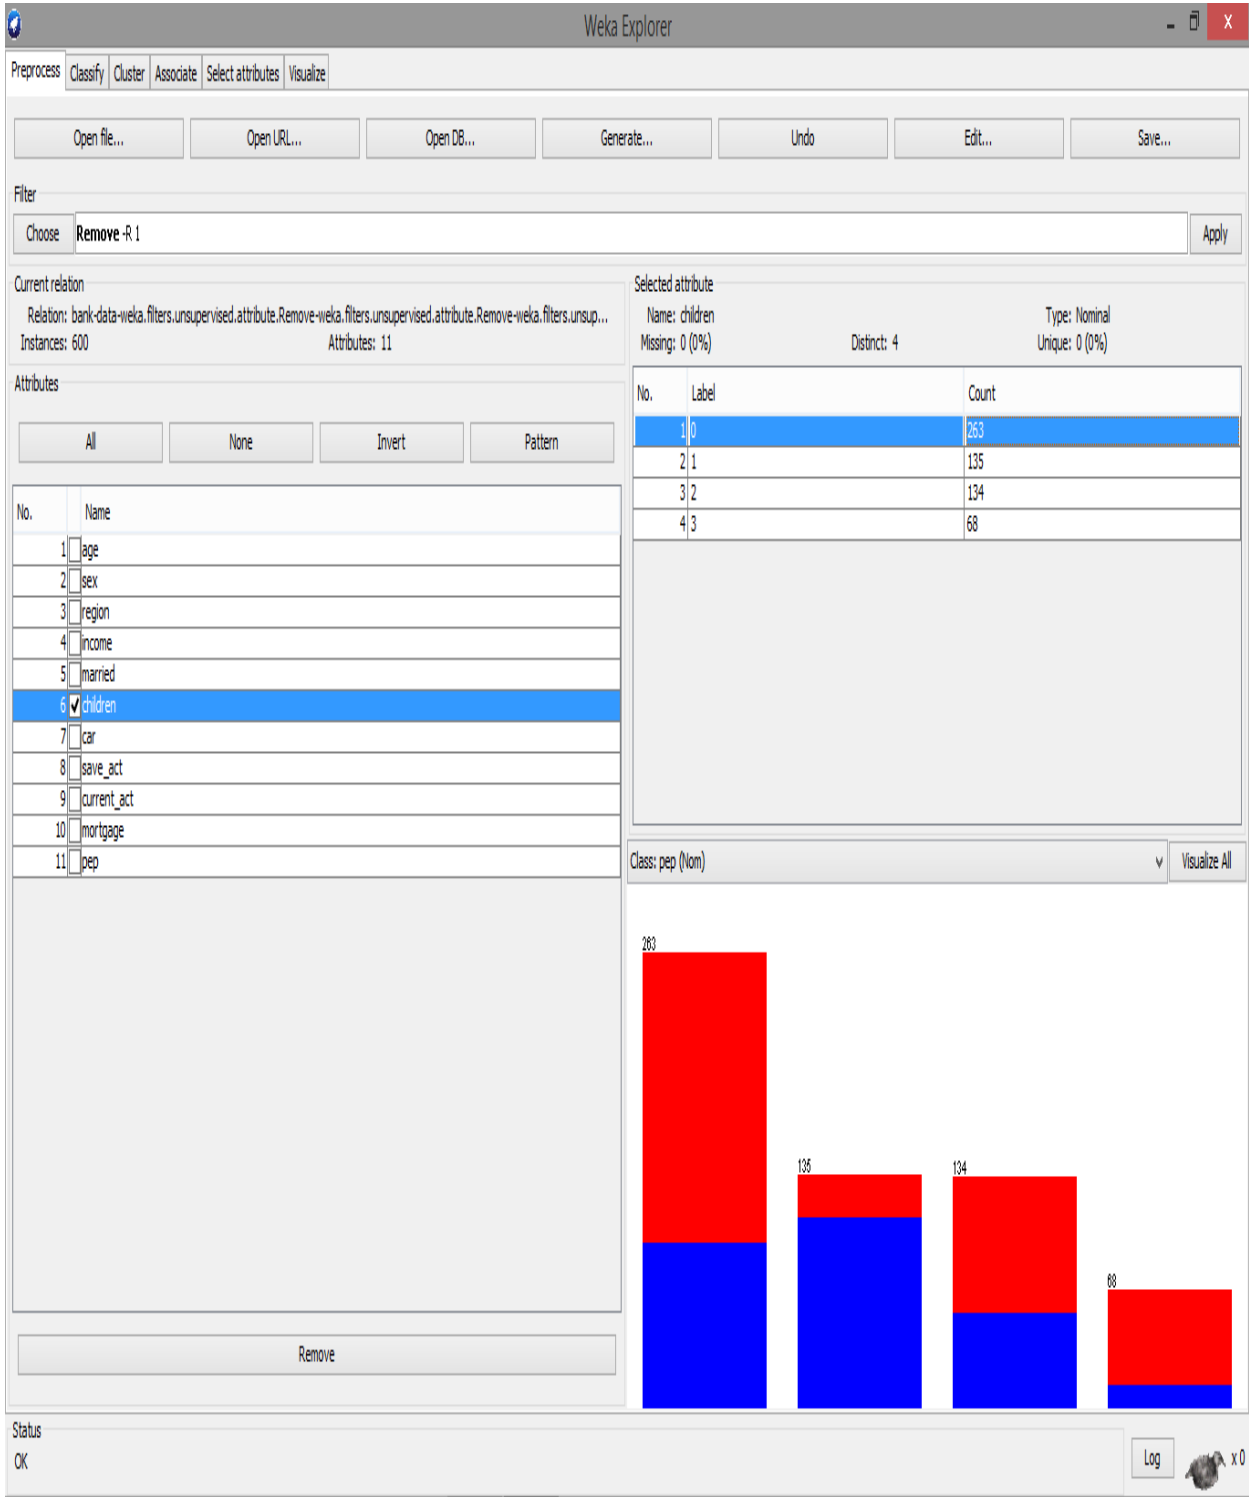 Weka Explorer
Preprocess Classify Cluster Associate Select attributes Visualize
Open file... Open URL... Open DB... Generate... Undo Edit... Save...
Filter
Choose Remove -R 1 Apply
Current relation
Relation: bank-data-weka.filters.unsupervised.attribute.Remove-weka.filters.unsupervised.attribute.Remove-weka.filters.unsup...
Instances: 600 Attributes: 11
Attributes
All None Invert Pattern
No. Name
1 age
2 sex
3 region
4 income
5 married
6 children
7 car
8 save_act
9 current_act
10 mortgage
11 pep
Remove
Selected attribute
Name: children Type: Nominal
Missing: 0 (0%) Distinct: 4 Unique: 0 (0%)
No. Label Count
1 0 263
2 1 135
3 2 134
4 3 68
Class: pep (Nom) Visualize All
263
135
134
68
Status
OK
Log x 0